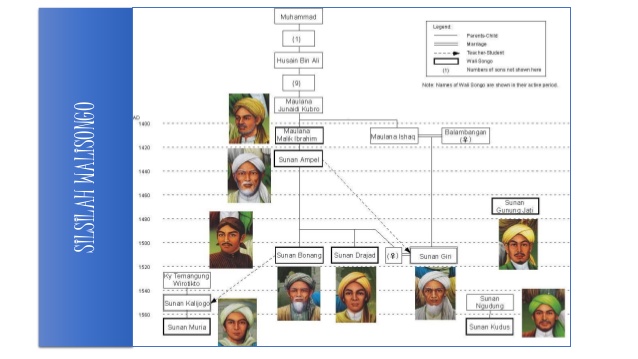 SILSILAH WALISONGO
Muhammad
(1)
Husain Bin Ali
(9)
Maulana
Junaidi Kubro
Legend:
Parents-Child
Marriage
Teacher-Student
Wali Songo
(1) Numbers of sons not shown here
Note: Names of Wali Songo are shown in their active period.
AD
1400
Maulana
Malik Ibrahim
Maulana Ishaq
Balambangan
(♀)
1420
Sunan Ampel
1440
1460
1480
Sunan
Gunung Jati
1500
Sunan Bonang
Sunan Drajad
(♀)
Sunan Giri
1520
Ky Temangung
Wirotikto
1540
Sunan Kalijogo
Sunan
Ngudung
1560
Sunan Muria
Sunan Kudus